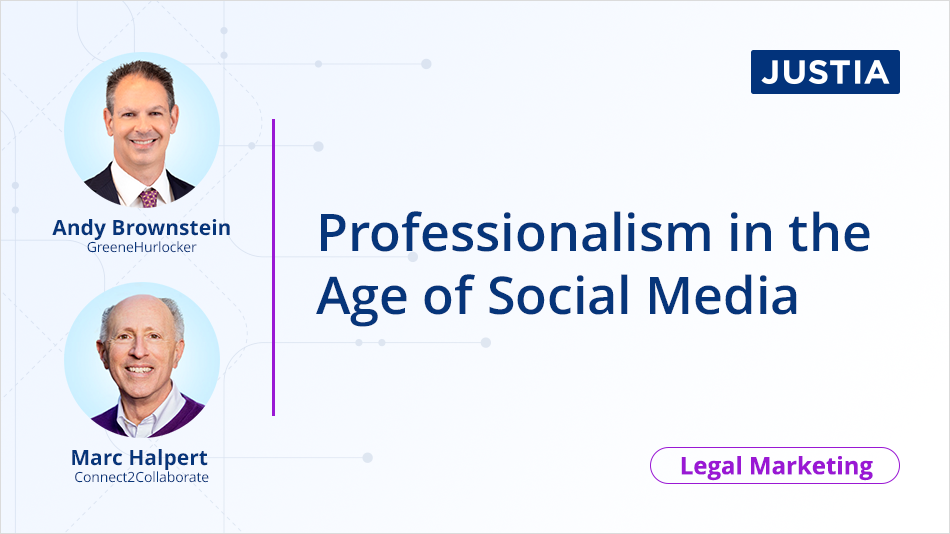 JUSTIA
Andy Brownstein
GreeneHurlocker
Professionalism in the
Age of Social Media
Marc Halpert
Connect2Collaborate
Legal Marketing